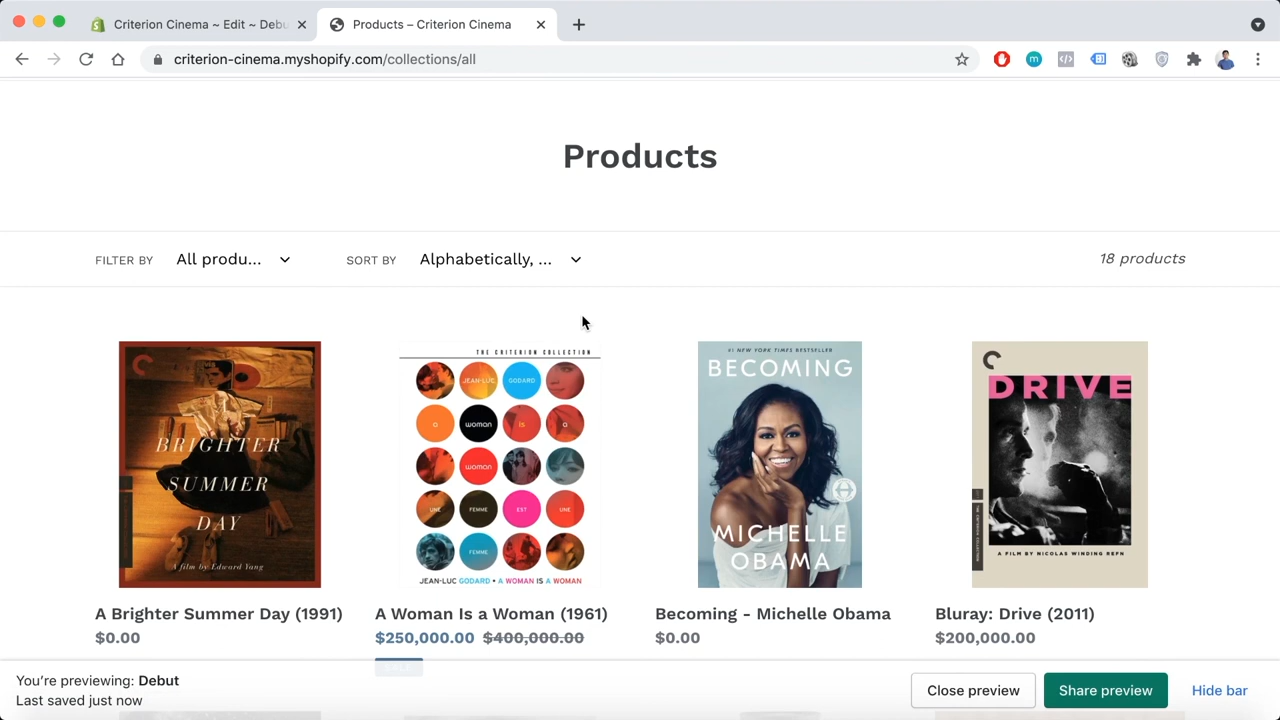 Criterion Cinema ~ Edit ~ Debu
Products – Criterion Cinema
criterion-cinema.myshopify.com/collections/all
Products
FILTER BY All produ... SORT BY Alphabetically, ... 18 products
BRIGHTER
SUMMER
DAY
A film by Edward Yang
THE CRITERION COLLECTION
JEAN-LUC GODARD
a woman is a
woman
UNE FEMME EST UNE
FEMME
JEAN-LUC GODARD • A WOMAN IS A WOMAN
#1 NEW YORK TIMES BESTSELLER
BECOMING
MICHELLE
OBAMA
DRIVE
A FILM BY NICOLAS WINDING REFN
A Brighter Summer Day (1991)
$0.00
A Woman Is a Woman (1961)
$250,000.00 $400,000.00
Becoming - Michelle Obama
$0.00
Bluray: Drive (2011)
$200,000.00
You're previewing: Debut
Last saved just now
Close preview
Share preview
Hide bar